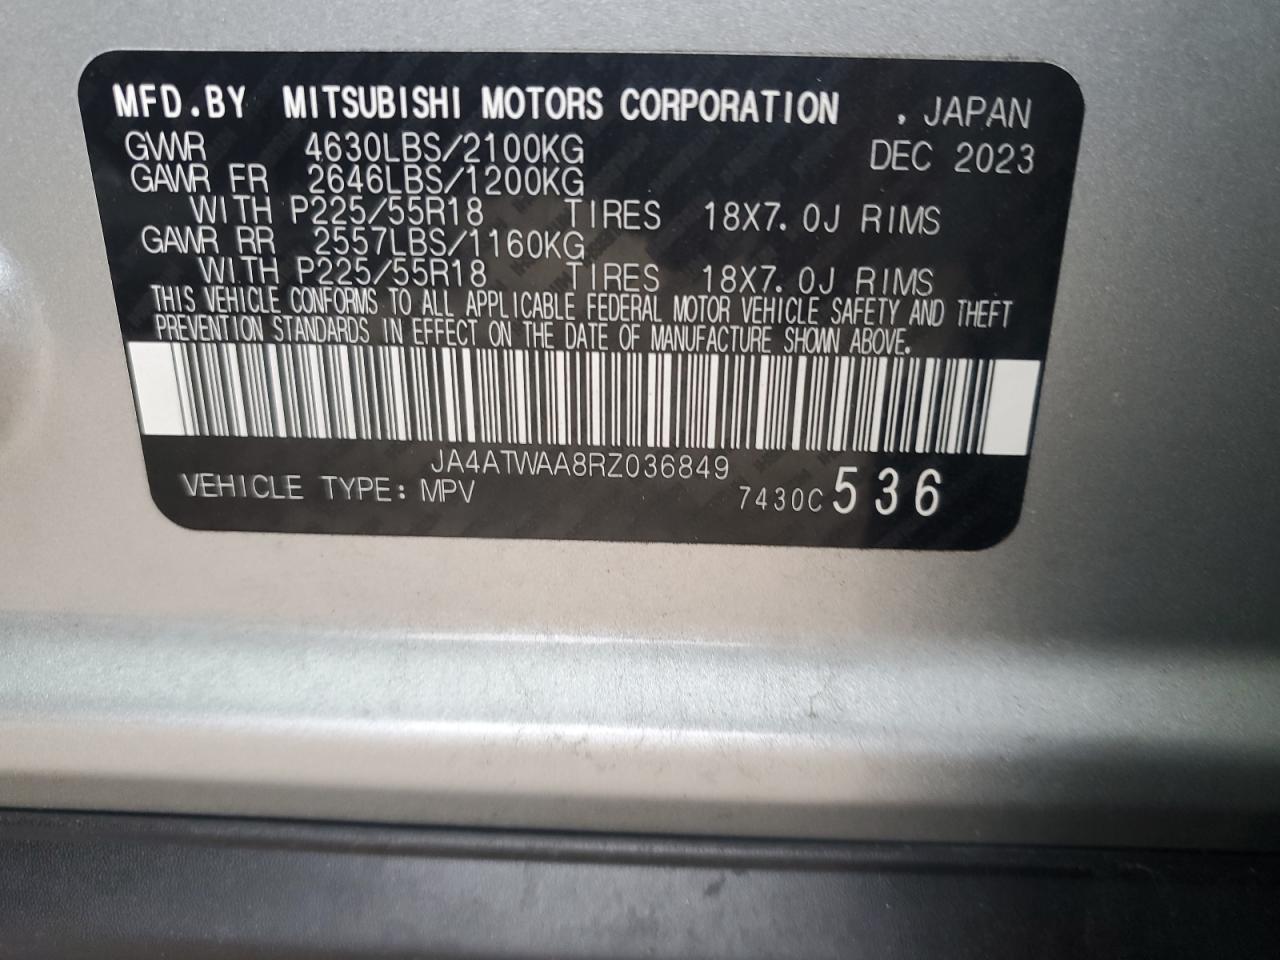 MFD.BY MITSUBISHI MOTORS CORPORATION . JAPAN
GVWR 4630LBS/2100KG DEC 2023
GAWR FR 2646LBS/1200KG
WITH P225/55R18 TIRES 18X7.0J RIMS
GAWR RR 2557LBS/1160KG
WITH P225/55R18 TIRES 18X7.0J RIMS
THIS VEHICLE CONFORMS TO ALL APPLICABLE FEDERAL MOTOR VEHICLE SAFETY AND THEFT
PREVENTION STANDARDS IN EFFECT ON THE DATE OF MANUFACTURE SHOWN ABOVE.
JA4ATWAA8RZ036849
VEHICLE TYPE: MPV 7430C 536